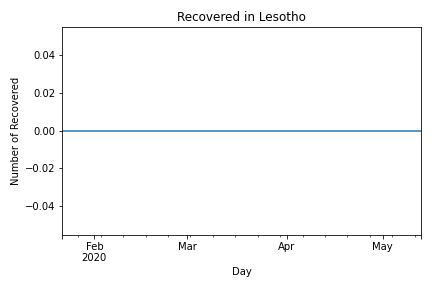 Recovered in Lesotho
Number of Recovered
0.04
0.02
0.00
−0.02
−0.04
Feb
2020
Mar
Apr
May
Day